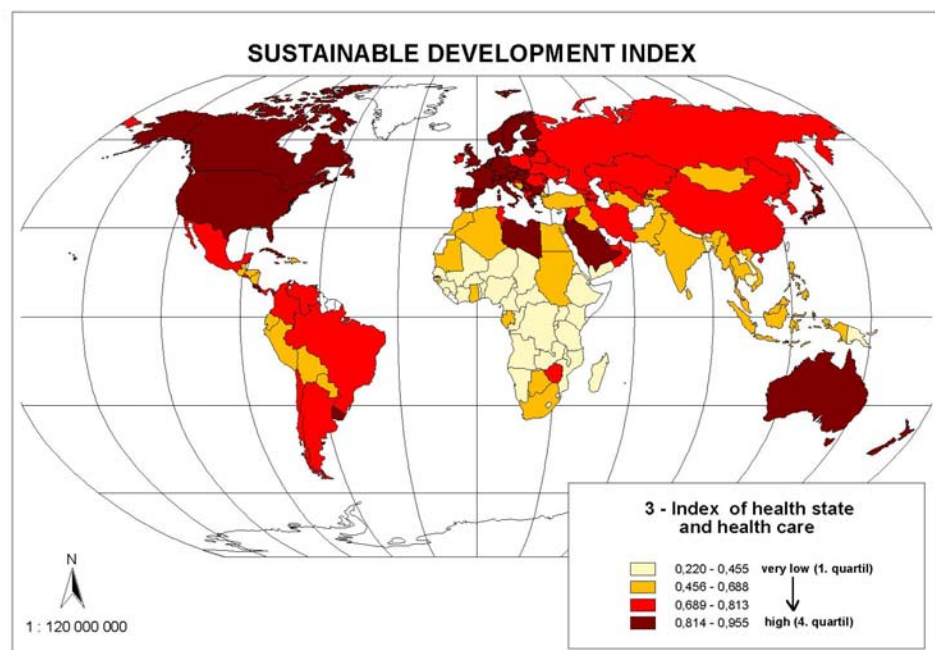 SUSTAINABLE DEVELOPMENT INDEX
3 - Index of health state
and health care
0,220 - 0,455 very low (1. quartil)
0,456 - 0,688
0,689 - 0,813
0,814 - 0,955 high (4. quartil)
N
1 : 120 000 000